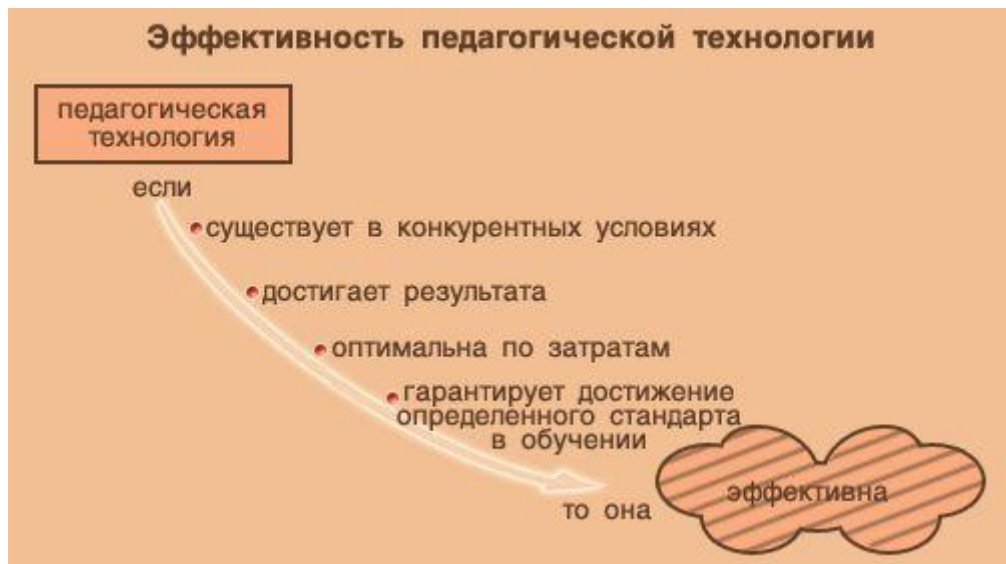 Эффективность педагогической технологии
педагогическая
технология
если
существует в конкурентных условиях
достигает результата
оптимальна по затратам
гарантирует достижение
определенного стандарта
в обучении
то она
эффективна